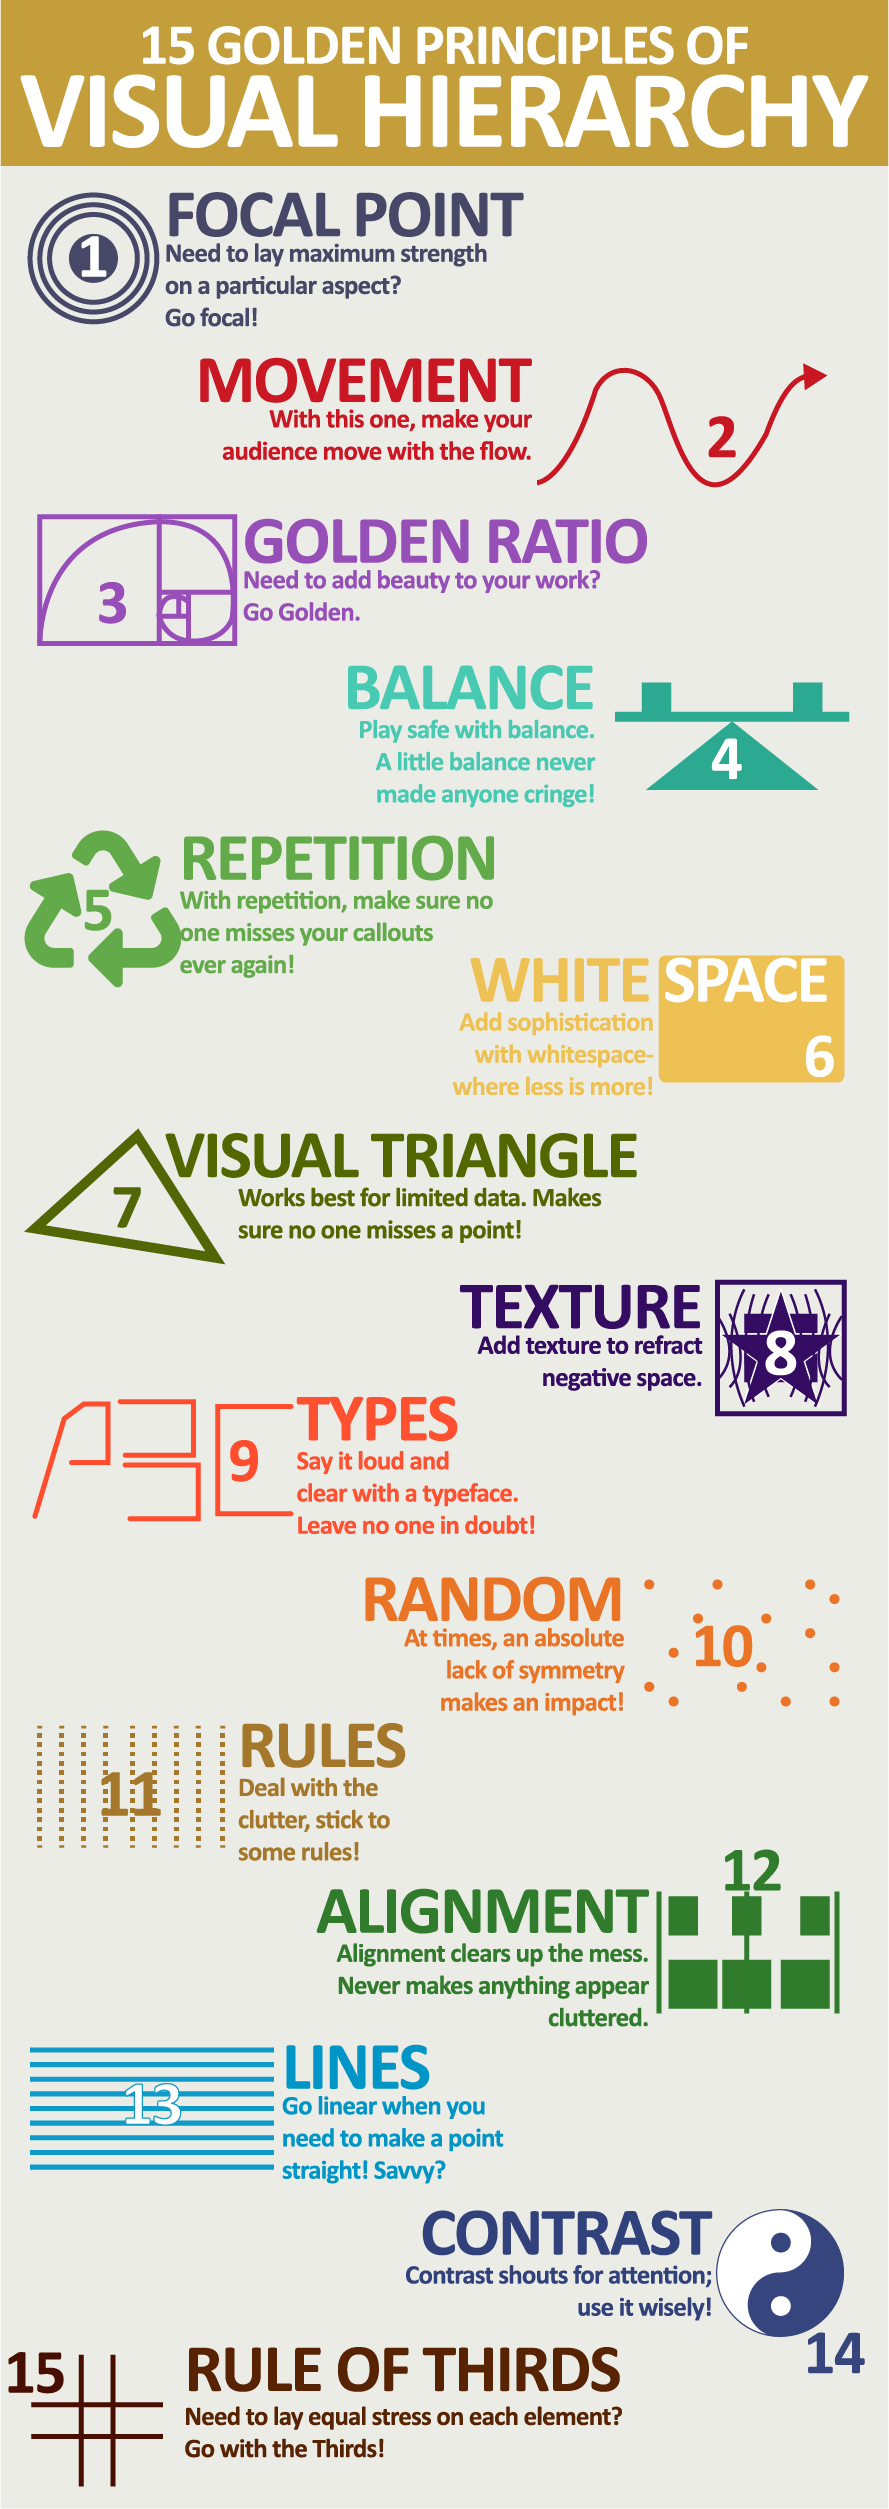 15 GOLDEN PRINCIPLES OF
VISUAL HIERARCHY
1
FOCAL POINT
Need to lay maximum strength
on a particular aspect?
Go focal!
MOVEMENT
With this one, make your
audience move with the flow.
2
3
GOLDEN RATIO
Need to add beauty to your work?
Go Golden.
BALANCE
Play safe with balance.
A little balance never
made anyone cringe!
4
5
REPETITION
With repetition, make sure no
one misses your callouts
ever again!
WHITE SPACE
Add sophistication
with whitespace-
where less is more!
6
7
VISUAL TRIANGLE
Works best for limited data. Makes
sure no one misses a point!
TEXTURE
Add texture to refract
negative space.
8
9
TYPES
Say it loud and
clear with a typeface.
Leave no one in doubt!
RANDOM
At times, an absolute
lack of symmetry
makes an impact!
10
11
RULES
Deal with the
clutter, stick to
some rules!
12
ALIGNMENT
Alignment clears up the mess.
Never makes anything appear
cluttered.
13
LINES
Go linear when you
need to make a point
straight! Savvy?
CONTRAST
Contrast shouts for attention;
use it wisely!
14
15
RULE OF THIRDS
Need to lay equal stress on each element?
Go with the Thirds!